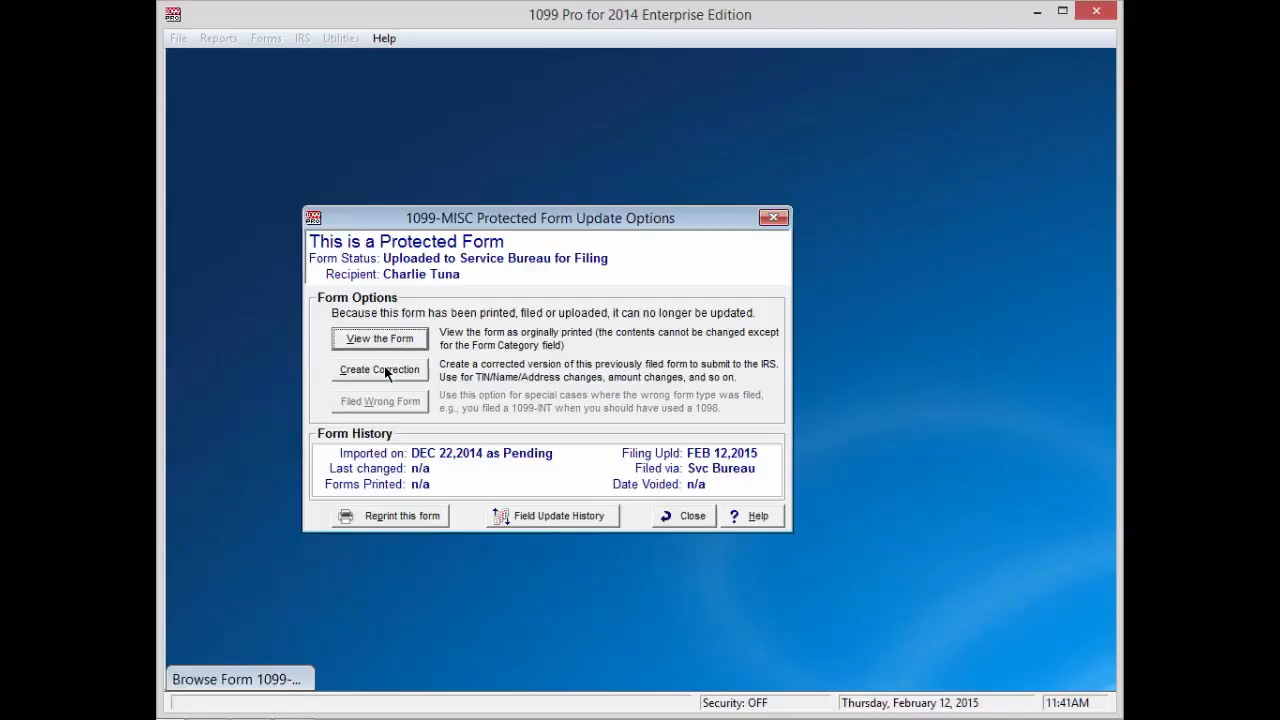 1099 Pro for 2014 Enterprise Edition
File Reports Forms IRS Utilities Help
1099-MISC Protected Form Update Options
This is a Protected Form
Form Status: Uploaded to Service Bureau for Filing
Recipient: Charlie Tuna
Form Options
Because this form has been printed, filed or uploaded, it can no longer be updated.
View the Form
View the form as orginally printed (the contents cannot be changed except
for the Form Category field)
Create Correction
Create a corrected version of this previously filed form to submit to the IRS.
Use for TIN/Name/Address changes, amount changes, and so on.
Filed Wrong Form
Use this option for special cases where the wrong form type was filed,
e.g., you filed a 1099-INT when you should have used a 1098.
Form History
Imported on: DEC 22,2014 as Pending Filing Upld: FEB 12,2015
Last changed: n/a Filed via: Svc Bureau
Forms Printed: n/a Date Voided: n/a
Reprint this form Field Update History Close ? Help
Browse Form 1099-...
Security: OFF Thursday, February 12, 2015 11:41AM